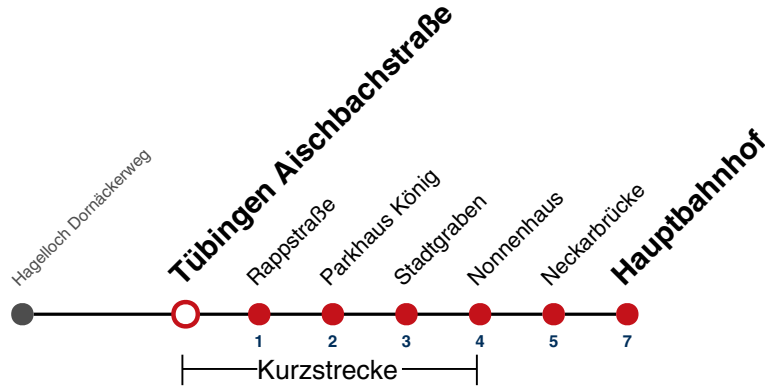 Hagelloch Dornäckerweg
Tübingen Aischbachstraße
Rappstraße
Parkhaus König
Stadtgraben
Nonnenhaus
Neckarbrücke
Hauptbahnhof
1 2 3 4 5 7
Kurzstrecke